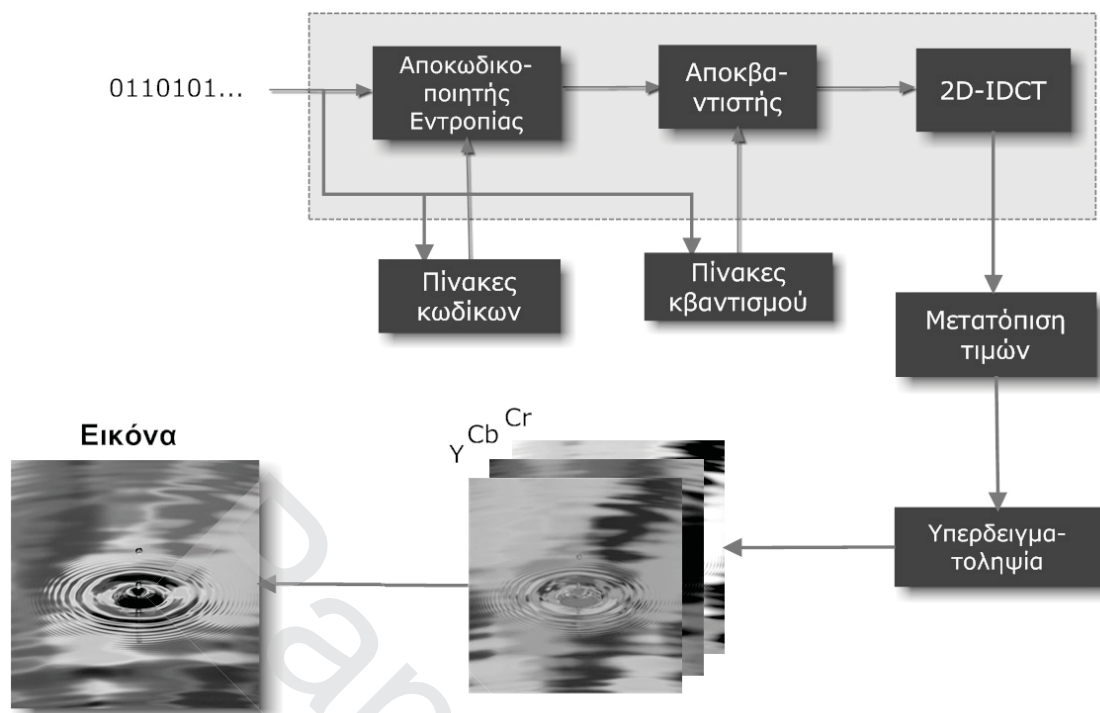 0110101...
Αποκωδικο-
ποιητής
Εντροπίας
Αποκβα-
ντιστής
2D-IDCT
Πίνακες
κωδίκων
Πίνακες
κβαντισμού
Μετατόπιση
τιμών
Υπερδειγμα-
τοληψία
Y Cb Cr
Εικόνα